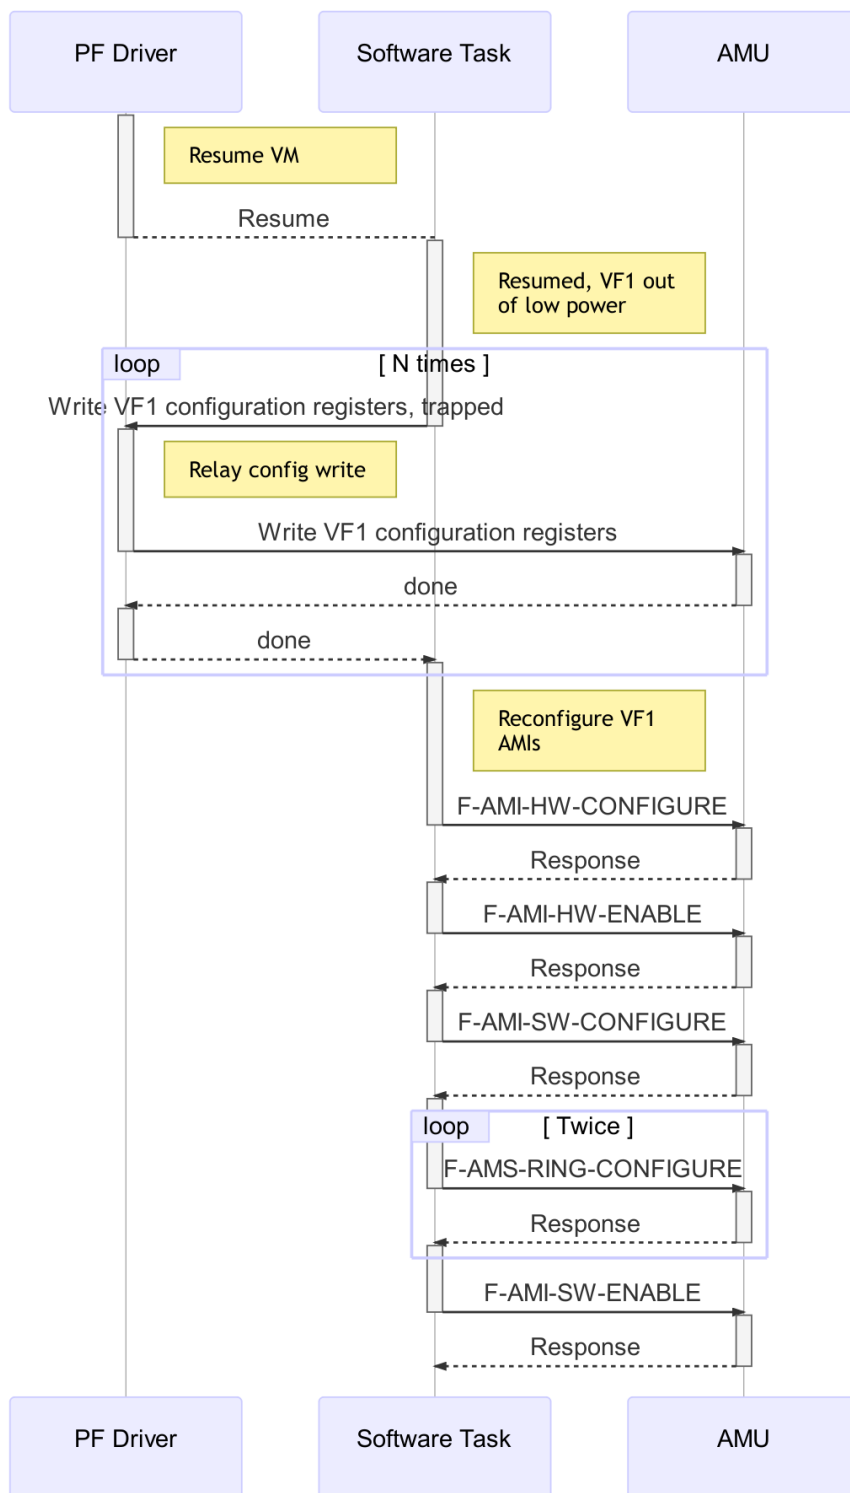 PF Driver
Software Task
AMU
Resume VM
Resume
Resumed, VF1 out
of low power
loop
[ N times ]
Write VF1 configuration registers, trapped
Relay config write
Write VF1 configuration registers
done
done
Reconfigure VF1
AMIs
F-AMI-HW-CONFIGURE
Response
F-AMI-HW-ENABLE
Response
F-AMI-SW-CONFIGURE
Response
loop
[ Twice ]
F-AMS-RING-CONFIGURE
Response
F-AMI-SW-ENABLE
Response
PF Driver
Software Task
AMU